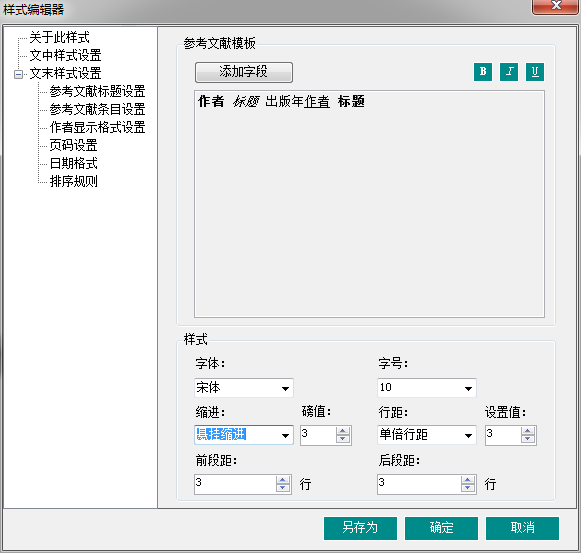 样式编辑器
关于此样式
文中样式设置
文末样式设置
参考文献标题设置
参考文献条目设置
作者显示格式设置
页码设置
日期格式
排序规则
参考文献模板
添加字段
B I U
作者 标题 出版年作者 标题
样式
字体： 字号：
宋体 10
缩进： 磅值： 行距： 设置值：
悬挂缩进 3 单倍行距 3
前段距： 后段距：
3 行 3 行
另存为 确定 取消